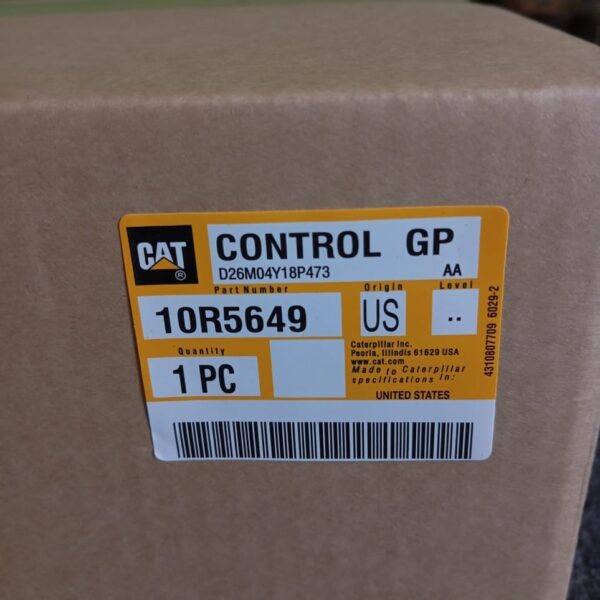 CAT
®
CONTROL GP
D26M04Y18P473 AA
Part Number
Origin
Level
10R5649
US
..
Quantity
1 PC
Caterpillar Inc.
Peoria, Illindis 61629 USA
www.cat.com
Made to Caterpillar
specifications in:
UNITED STATES
4310807709 6029-2